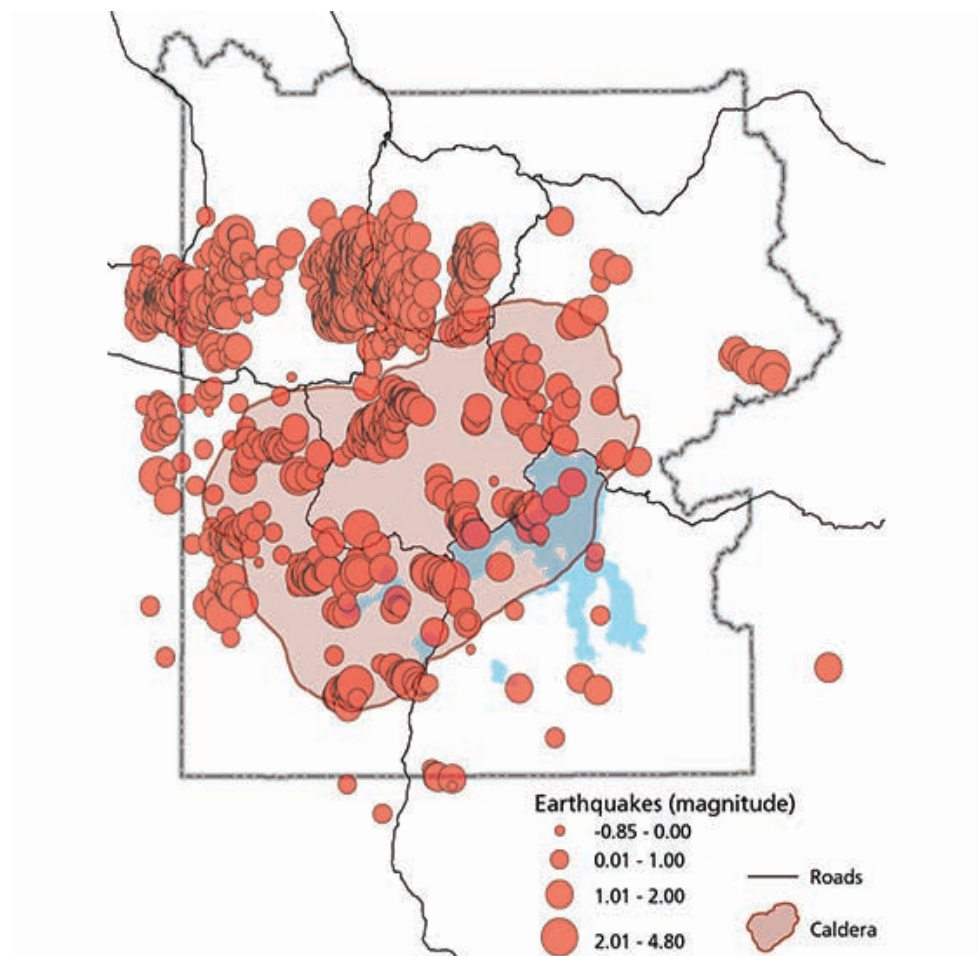 Earthquakes (magnitude)
-0.85 - 0.00
0.01 - 1.00
1.01 - 2.00
2.01 - 4.80
Roads
Caldera